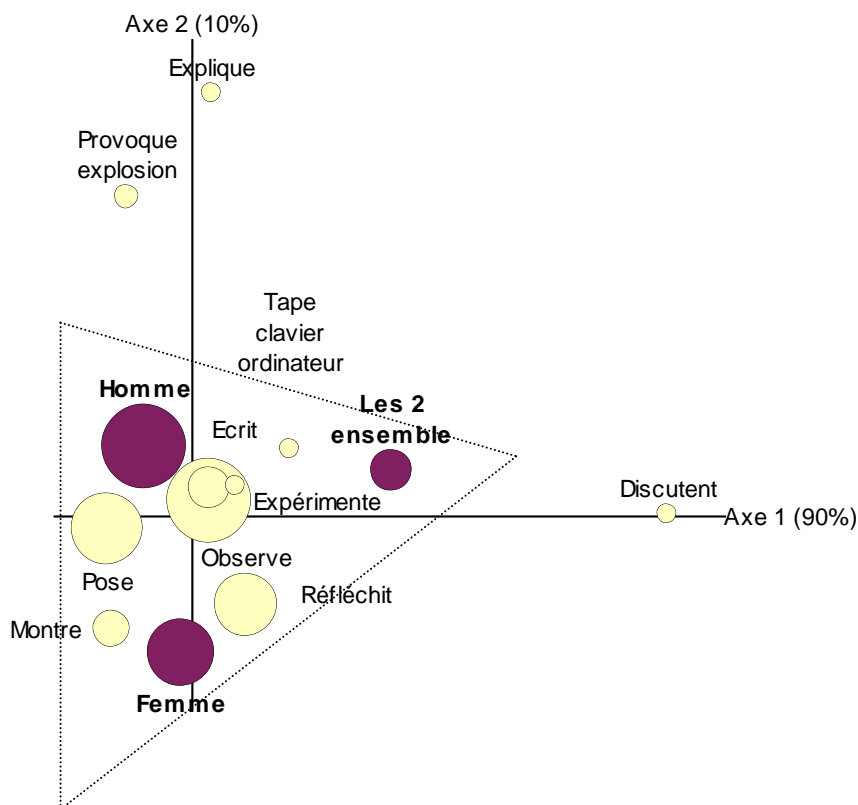 Axe 2 (10%)
Explique
Provoque
explosion
Tape
clavier
ordinateur
Homme
Les 2
ensemble
Ecrit
Expérimente
Discutent
Axe 1 (90%)
Observe
Pose
Réfléchit
Montre
Femme